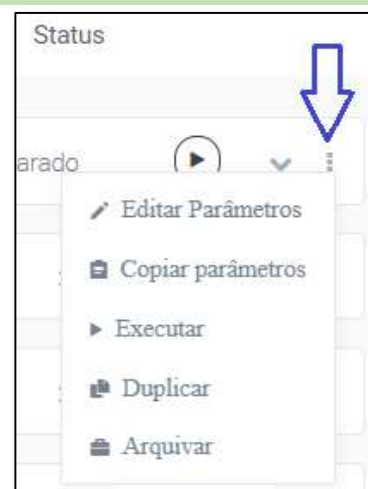 Status
arado
Editar Parâmetros
Copiar parâmetros
Executar
Duplicar
Arquivar